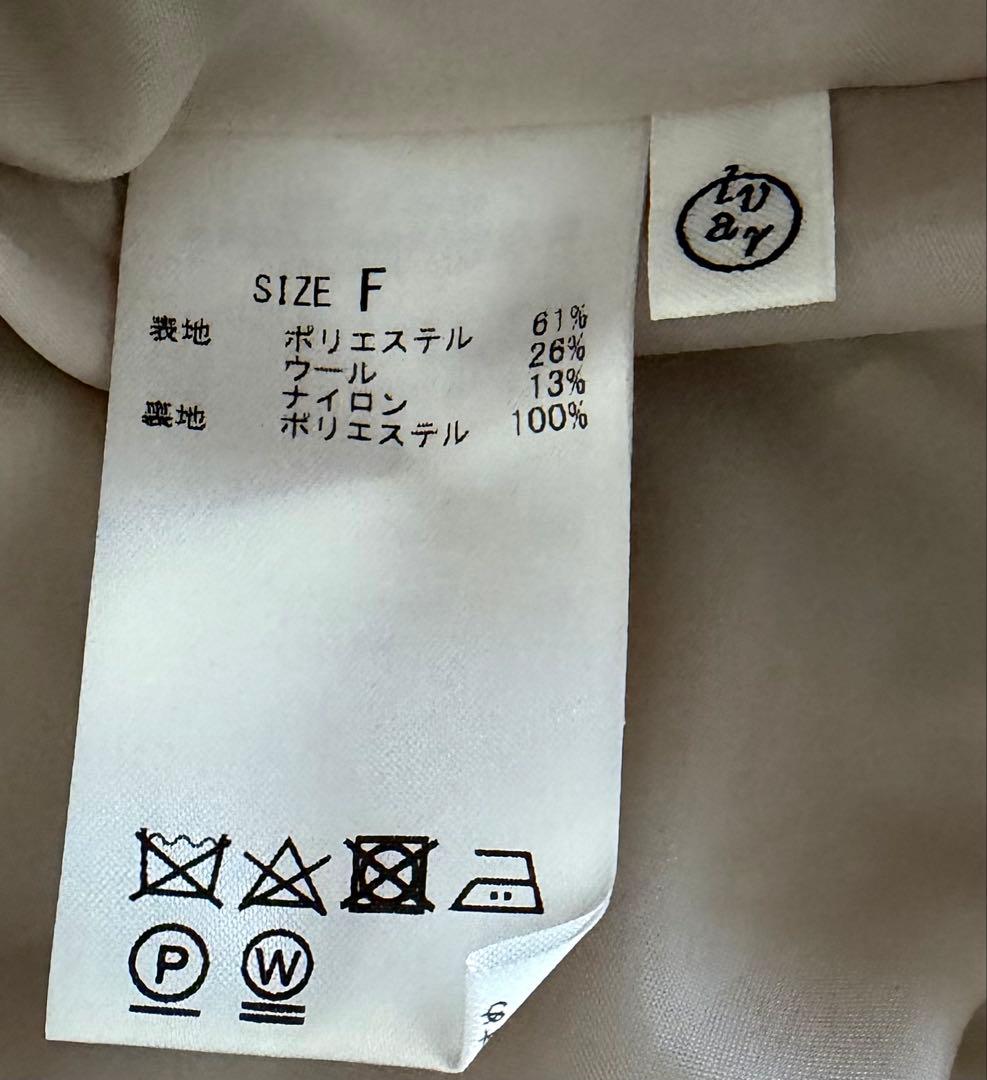 SIZE F
表地 ポリエステル 61%
ウール 26%
ナイロン 13%
裏地 ポリエステル 100%
P W